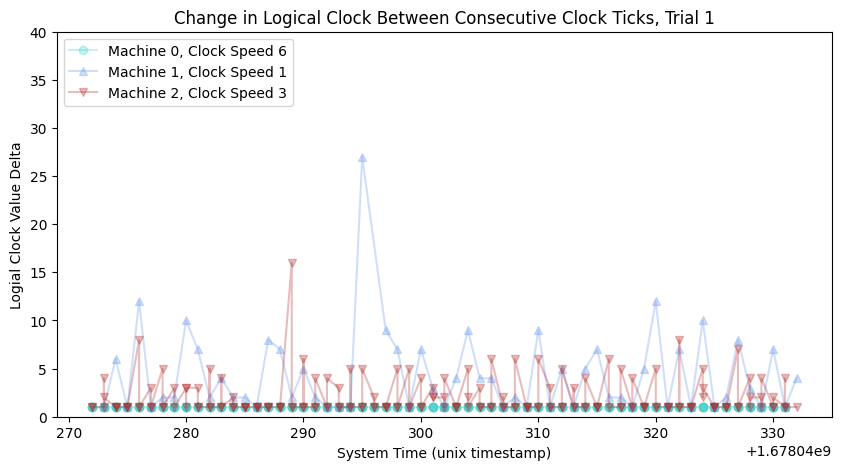 Change in Logical Clock Between Consecutive Clock Ticks, Trial 1
40
35
30
25
20
15
10
5
0
Logial Clock Value Delta
Machine 0, Clock Speed 6
Machine 1, Clock Speed 1
Machine 2, Clock Speed 3
270 280 290 300 310 320 330
+1.67804e9
System Time (unix timestamp)